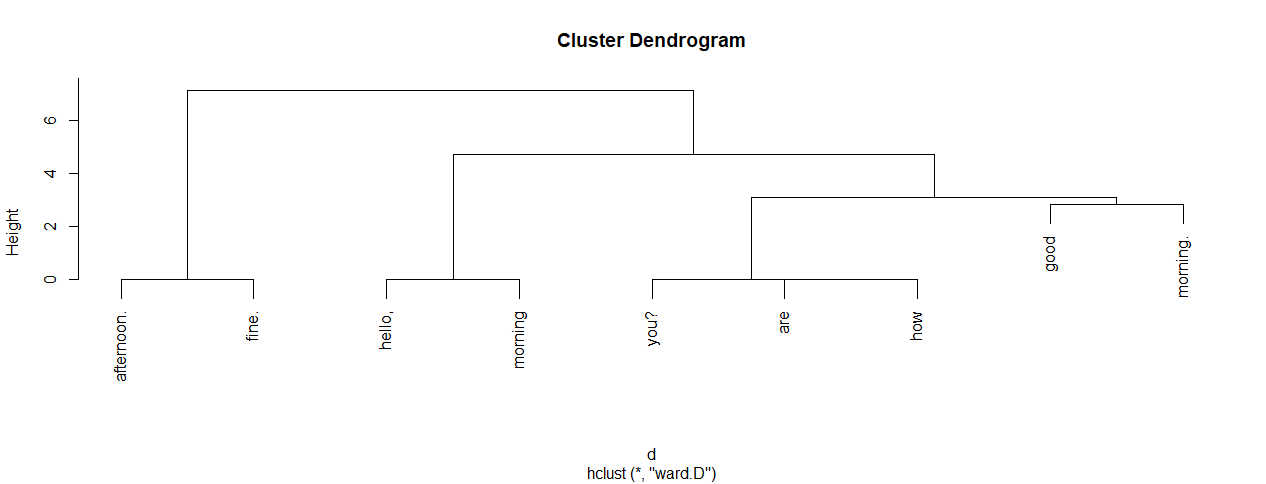 Cluster Dendrogram
Height
6
4
2
0
afternoon.
fine.
hello,
morning
you?
are
how
good
morning.
d
hclust (*, "ward.D")